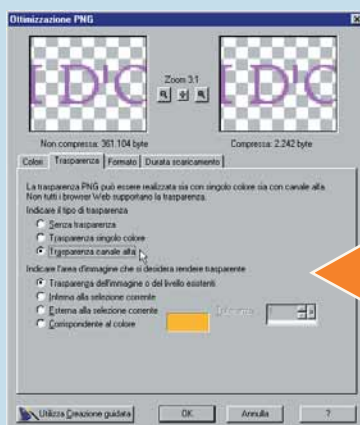 Ottimizzazione PNG
I D'C
Zoom 3:1
I D'C
Non compressa: 361.104 byte
Compressa: 2.242 byte
Colori Trasparenza Formato Durata scaricamento
La trasparenza PNG può essere realizzata sia con singolo colore sia con canale alfa.
Non tutti i browser Web supportano la trasparenza.
Indicare il tipo di trasparenza
Senza trasparenza
Trasparenza singolo colore
Trasparenza canale alfa
Indicare l'area d'immagine che si desidera rendere trasparente
Trasparenza dell'immagine o del livello esistenti
Interna alla selezione corrente
Esterna alla selezione corrente
Corrispondente al colore
Utilizza Creazione guidata OK Annulla ?